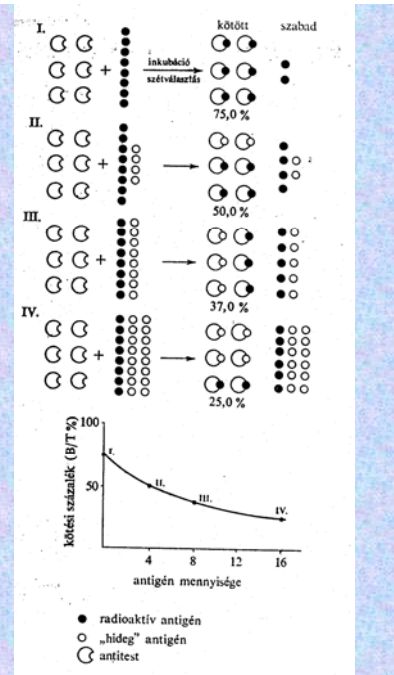 kötött szabad
I.
+ inkubáció
szétválasztás
75,0 %
II.
+
50,0 %
III.
+
37,0 %
IV.
+
25,0 %
kötési százalék (B/T%)
100
50
I.
II.
III.
IV.
4 8 12 16
antigén mennyisége
radioaktív antigén
„hideg” antigén
antitest